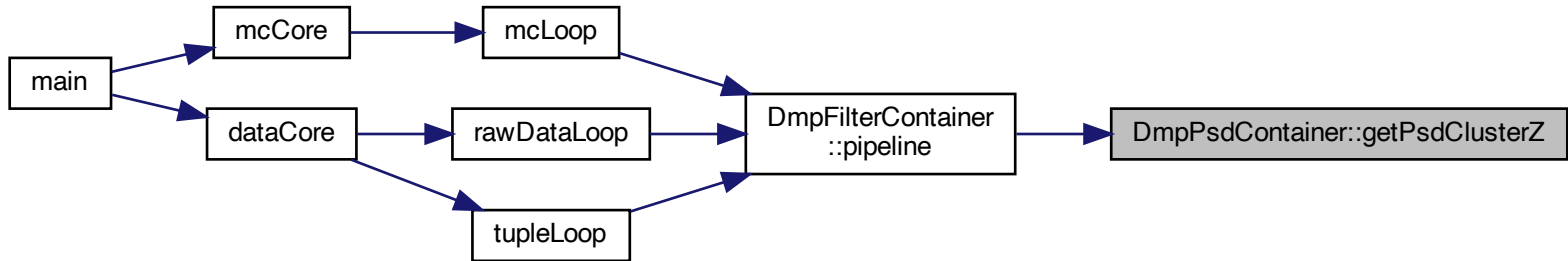 main
mcCore
dataCore
mcLoop
rawDataLoop
tupleLoop
DmpFilterContainer
::pipeline
DmpPsdContainer::getPsdClusterZ